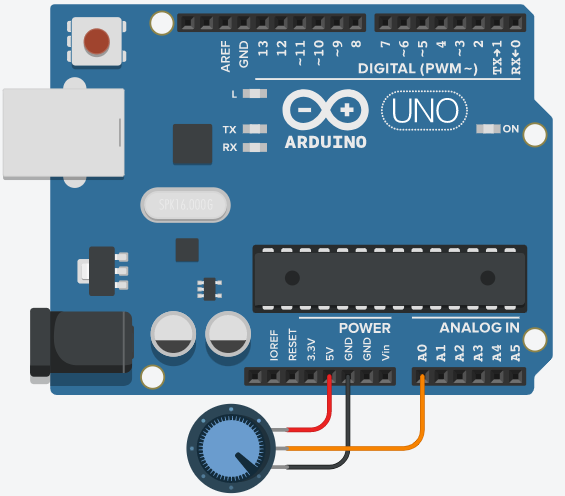 AREF
GND
13
12
~11
~10
~9
8
7
~6
~5
4
~3
2
TX→1
RX←0
DIGITAL (PWM~)
L
TX
RX
ARDUINO
UNO
ON
SPK16.000G
POWER
ANALOG IN
IOREF
RESET
3.3V
5V
GND
GND
Vin
A0
A1
A2
A3
A4
A5